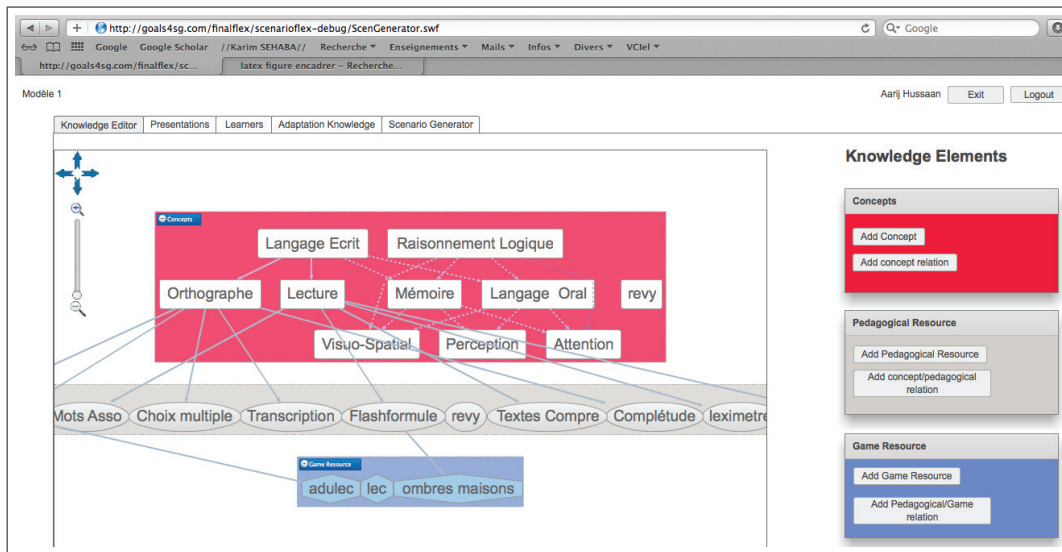 http://goals4sg.com/finalflex/scenarioflex-debug/ScenGenerator.swf
Google
Google Google Scholar //Karim SEHABA// Recherche Enseignements Mails Infos Divers VCIel
http://goals4sg.com/finalflex/sc...
latex figure encadrer – Recherche...
Modèle 1
Aarij Hussaan
Exit
Logout
Knowledge Editor
Presentations
Learners
Adaptation Knowledge
Scenario Generator
Knowledge Elements
Concepts
Langage Ecrit
Raisonnement Logique
Orthographe
Lecture
Mémoire
Langage Oral
revy
Visuo-Spatial
Perception
Attention
Mots Asso
Choix multiple
Transcription
Flashformule
revy
Textes Compre
Complétude
leximetre
Game Resource
adulec
lec
ombres maisons
Concepts
Add Concept
Add concept relation
Pedagogical Resource
Add Pedagogical Resource
Add concept/pedagogical
relation
Game Resource
Add Game Resource
Add Pedagogical/Game
relation